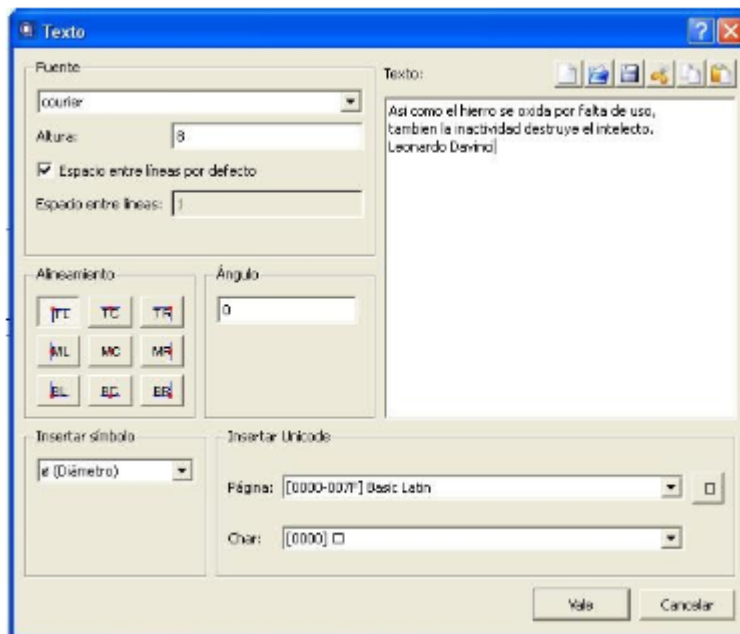 Texto
Fuente
courier
Altura: 8
Espacio entre líneas por defecto
Espacio entre líneas: 1
Texto:
Asi como el hierro se oxida por falta de uso,
tambien la inactividad destruye el intelecto.
Leonardo Davinci
Alineamiento
TL TC TR
ML MC MR
BL BC BR
Ángulo
0
Insertar símbolo
ø (Diámetro)
Insertar Unicode
Página: [0000-007F] Basic Latin
Char: [0000] □
Vale Cancelar